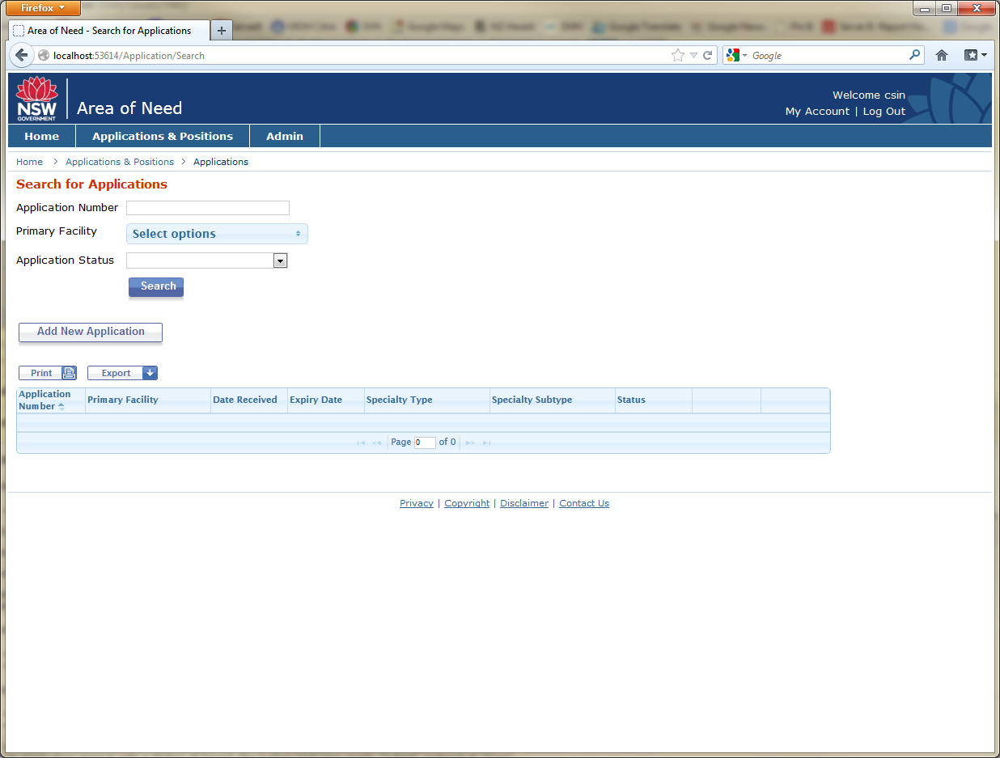 Firefox
Area of Need - Search for Applications
localhost:53614/Application/Search
Google
NSW
GOVERNMENT
Area of Need
Welcome csin
My Account | Log Out
Home
Applications & Positions
Admin
Home > Applications & Positions > Applications
Search for Applications
Application Number
Primary Facility
Select options
Application Status
Search
Add New Application
Print
Export
Application Number
Primary Facility
Date Received
Expiry Date
Specialty Type
Specialty Subtype
Status
Page 0 of 0
Privacy | Copyright | Disclaimer | Contact Us